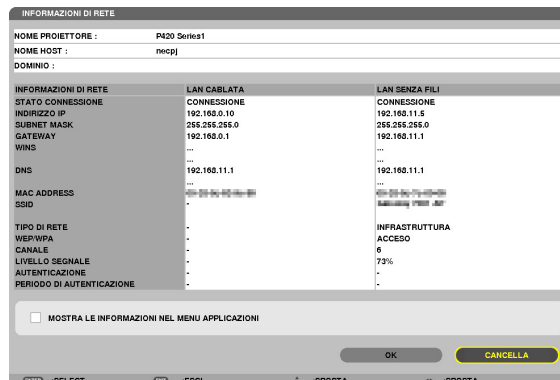 INFORMAZIONI DI RETE
NOME PROIETTORE : P420 Series1
NOME HOST : necpj
DOMINIO :
INFORMAZIONI DI RETE LAN CABLATA LAN SENZA FILI
STATO CONNESSIONE CONNESSIONE CONNESSIONE
INDIRIZZO IP 192.168.0.10 192.168.11.5
SUBNET MASK 255.255.255.0 255.255.255.0
GATEWAY 192.168.0.1 192.168.11.1
WINS ... ...
... ...
DNS 192.168.11.1 192.168.11.1
... ...
MAC ADDRESS
SSID -
TIPO DI RETE - INFRASTRUTTURA
WEP/WPA - ACCESO
CANALE - 6
LIVELLO SEGNALE - 73%
AUTENTICAZIONE - -
PERIODO DI AUTENTICAZIONE - -
MOSTRA LE INFORMAZIONI NEL MENU APPLICAZIONI
OK CANCELLA